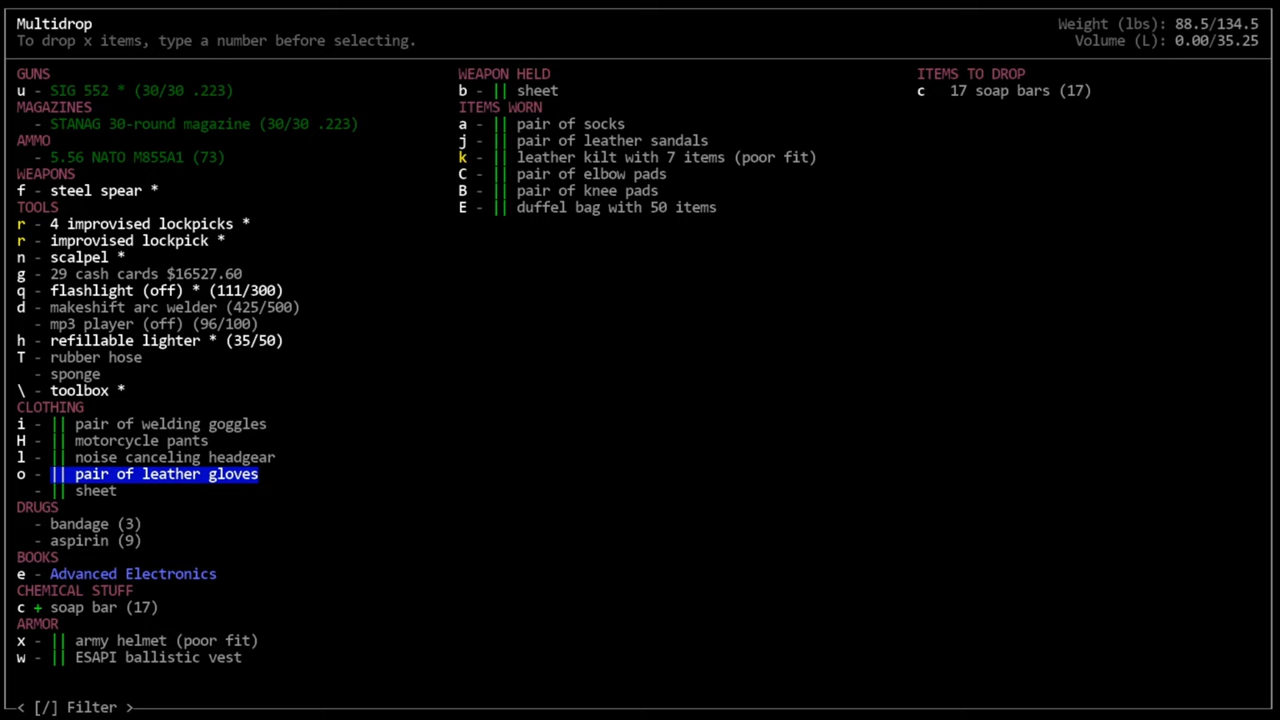 Multidrop
To drop x items, type a number before selecting.
Weight (lbs): 88.5/134.5
Volume (L): 0.00/35.25
GUNS
u - SIG 552 * (30/30 .223)
MAGAZINES
- STANAG 30-round magazine (30/30 .223)
AMMO
- 5.56 NATO M855A1 (73)
WEAPONS
f - steel spear *
TOOLS
r - 4 improvised lockpicks *
r - improvised lockpick *
n - scalpel *
g - 29 cash cards $16527.60
q - flashlight (off) * (111/300)
d - makeshift arc welder (425/500)
- mp3 player (off) (96/100)
h - refillable lighter * (35/50)
T - rubber hose
- sponge
\ - toolbox *
CLOTHING
i - || pair of welding goggles
H - || motorcycle pants
l - || noise canceling headgear
o - || pair of leather gloves
- || sheet
DRUGS
- bandage (3)
- aspirin (9)
BOOKS
e - Advanced Electronics
CHEMICAL STUFF
c + soap bar (17)
ARMOR
x - || army helmet (poor fit)
w - || ESAPI ballistic vest
WEAPON HELD
b - || sheet
ITEMS WORN
a - || pair of socks
j - || pair of leather sandals
k - || leather kilt with 7 items (poor fit)
C - || pair of elbow pads
B - || pair of knee pads
E - || duffel bag with 50 items
ITEMS TO DROP
c 17 soap bars (17)
< [/] Filter >